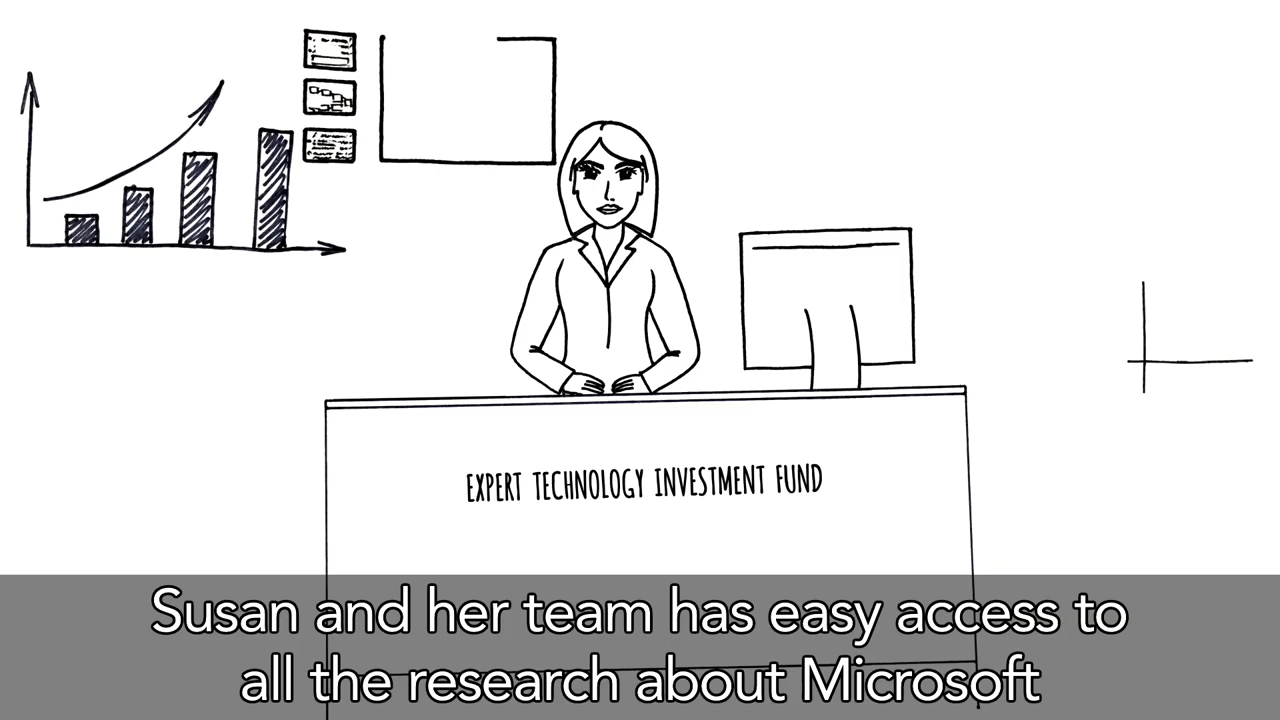 EXPERT TECHNOLOGY INVESTMENT FUND
Susan and her team has easy access to
all the research about Microsoft